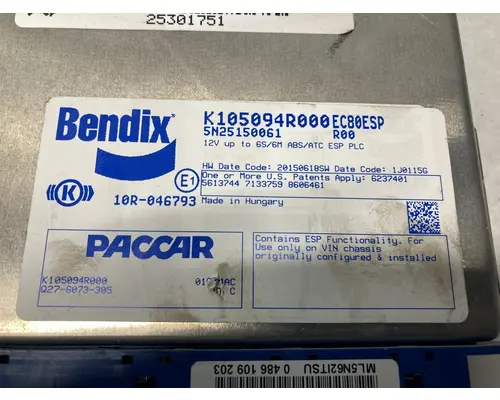 25301751
Bendix
K105094R000 EC80ESP
5N25150061 R00
12V up to 6S/6M ABS/ATC ESP PLC
HW Date Code: 20150618SW Date Code: 1J0115G
One or More U.S. Patents Apply: 6237401
5613744 7133759 8606461
Made in Hungary
((K)) 10R-046793 E1
PACCAR
K105094R000
Q27-6073-305
Contains ESP Functionality. For
Use only on VIN chassis
originally configured & installed
ML5N62ITSU 0 486 109 203